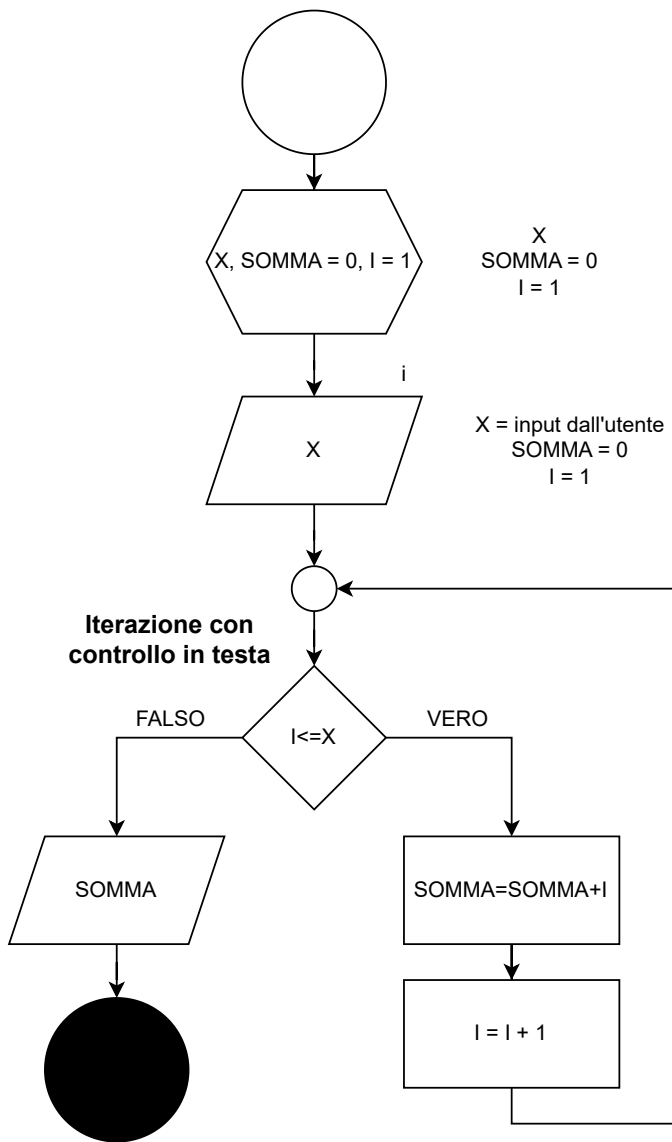 X, SOMMA = 0, I = 1
X
SOMMA = 0
I = 1
i
X
X = input dall'utente
SOMMA = 0
I = 1
Iterazione con
controllo in testa
FALSO
I<=X
VERO
SOMMA
SOMMA=SOMMA+I
I = I + 1